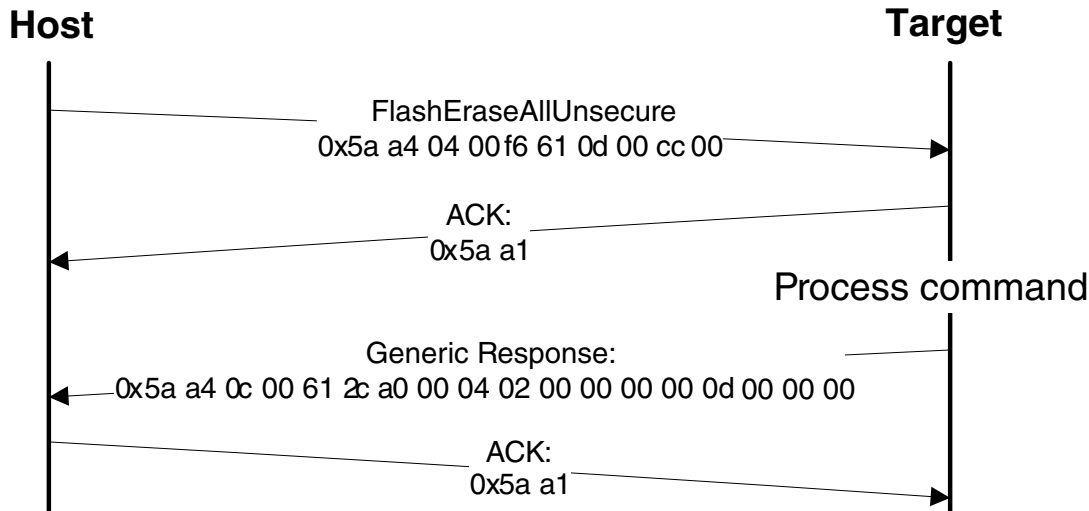 Host
Target
FlashEraseAllUnsecure
0x5a a4 04 00 f6 61 0d 00 cc 00
ACK:
0x5a a1
Process command
Generic Response:
0x5a a4 0c 00 61 2c a0 00 04 02 00 00 00 00 0d 00 00 00
ACK:
0x5a a1